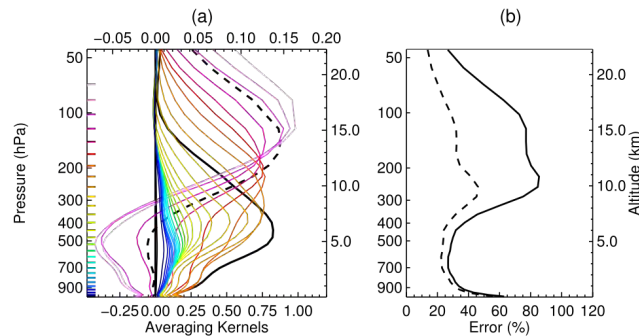 (a) (b)
-0.05 0.00 0.05 0.10 0.15 0.20
50 20.0 50 20.0
100 100
15.0 15.0
200 200
10.0 10.0
300 300
400 400
500 5.0 500 5.0
700 700
900 900
-0.25 0.00 0.25 0.50 0.75 1.00 0 20 40 60 80 100 120
Averaging Kernels Error (%)
Pressure (hPa)
Altitude (km)